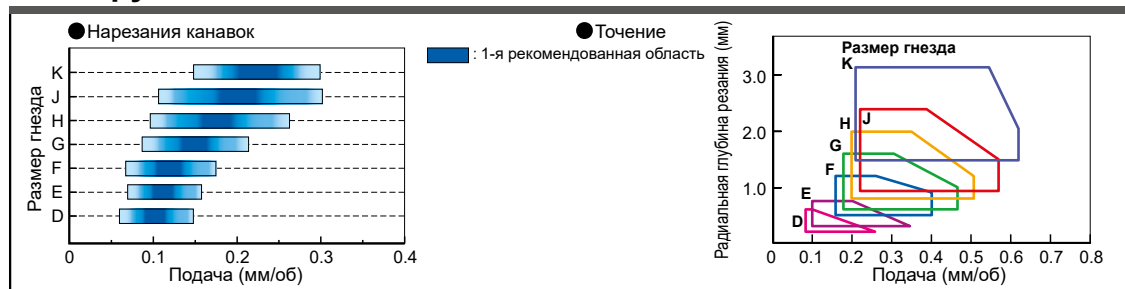 ●Нарезания канавок
Размер гнезда
K
J
H
G
F
E
D
0 0.1 0.2 0.3 0.4
Подача (мм/об)
: 1-я рекомендованная область
●Точение
Радиальная глубина резания (мм)
Размер гнезда
K
H J
G
F
E
D
3.0
2.0
1.0
0 0.1 0.2 0.3 0.4 0.5 0.6 0.7 0.8
Подача (мм/об)